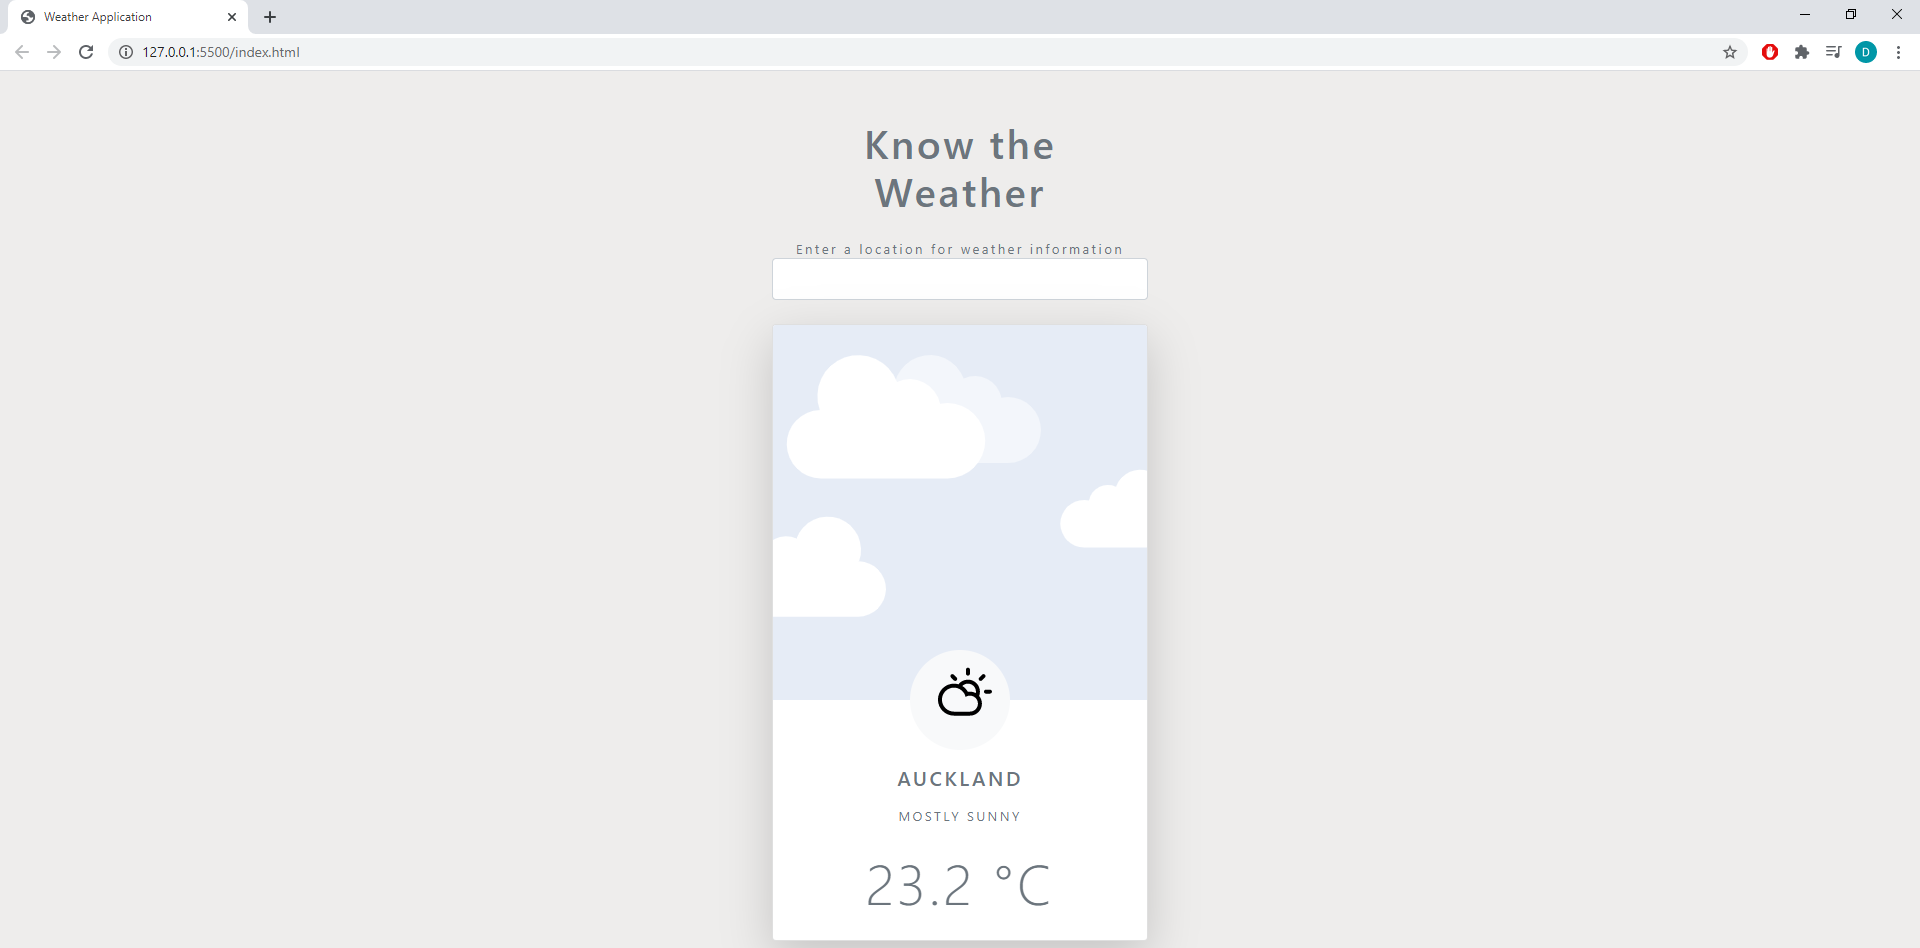 Weather Application
127.0.0.1:5500/index.html
D
Know the
Weather
Enter a location for weather information
AUCKLAND
MOSTLY SUNNY
23.2 °C